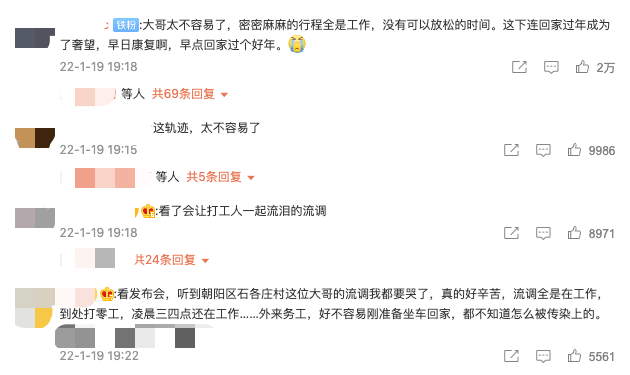 铁粉:大哥太不容易了，密密麻麻的行程全是工作，没有可以放松的时间。这下连回家过年成为
了奢望，早日康复啊，早点回家过个好年。
22-1-19 19:18 2万
等人 共69条回复
这轨迹，太不容易了
22-1-19 19:15 9986
等人 共5条回复
:看了会让打工人一起流泪的流调
22-1-19 19:18 8971
共24条回复
:看发布会，听到朝阳区石各庄村这位大哥的流调我都要哭了，真的好辛苦，流调全是在工作，
到处打零工，凌晨三四点还在工作......外来务工，好不容易刚准备坐车回家，都不知道怎么被传染上的。
22-1-19 19:22 5561